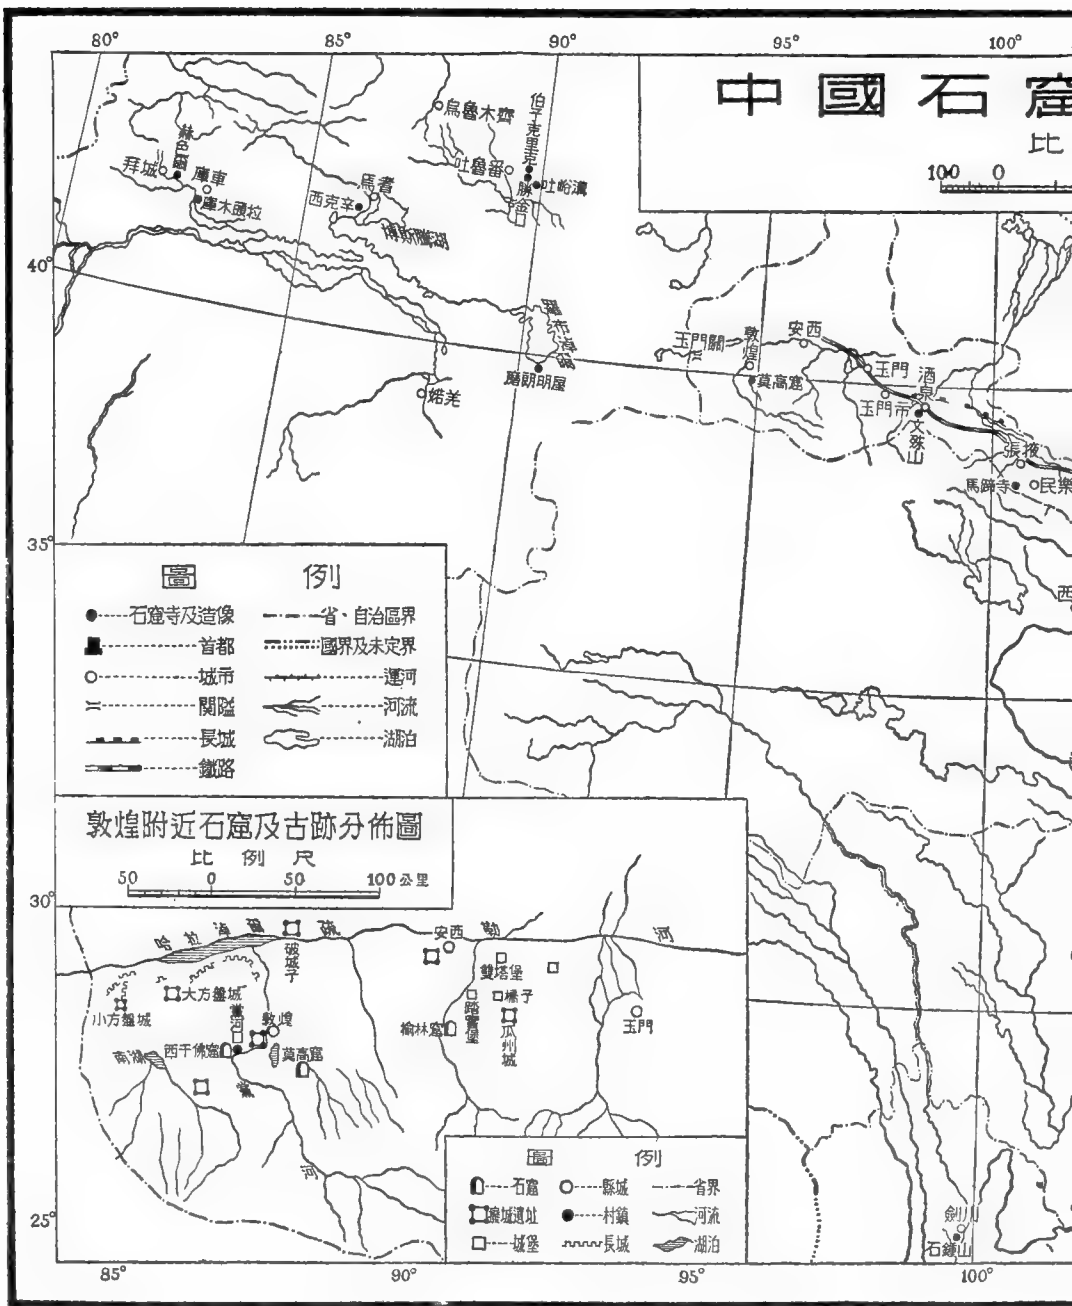 80°
85°
90°
95°
100°
中國石窟
比
100 0
烏魯木齊
伯子克里克
赫色爾
拜城
庫車
庫木吐拉
吐魯番
吐峪溝
勝金口
焉耆
西克辛
博斯騰湖
40°
羅布淖爾
磨朗明屋
婼羌
玉門關
敦煌
安西
莫高窟
玉門
酒泉
玉門市
文殊山
張掖
馬蹄寺
民樂
35°
西
圖例
石窟寺及造像
省、自治區界
首都
國界及未定界
城市
運河
関隘
河流
長城
湖泊
鐵路
敦煌附近石窟及古跡分佈圖
比例尺
50 0 50 100公里
30°
哈拉淖爾
疏勒河
破城子
安西
雙塔堡
大方盤城
小方盤城
黨河口
敦煌
踏實堡
橋子
榆林窟
瓜州城
玉門
南湖
西千佛窟
莫高窟
黨河
圖例
石窟
縣城
省界
廢城遺址
村鎮
河流
城堡
長城
湖泊
劍川
石鐘山
25°
85°
90°
95°
100°